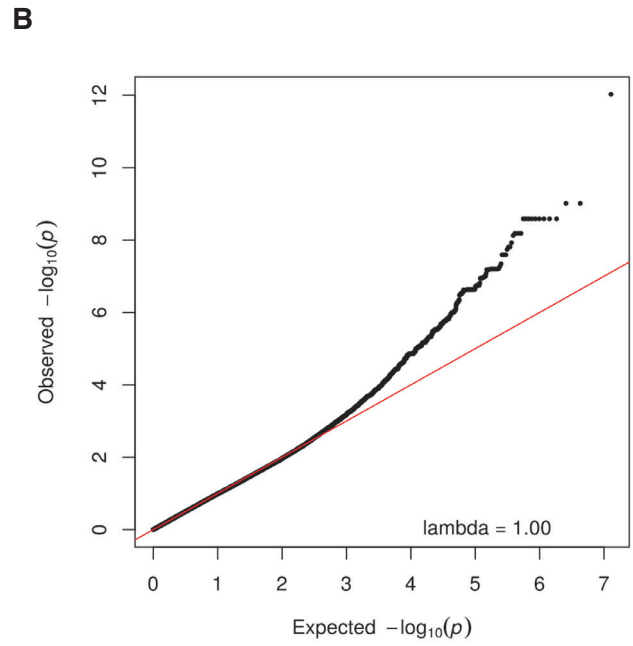 B
12
10
8
6
4
2
0
Observed −log₁₀(p)
lambda = 1.00
0 1 2 3 4 5 6 7
Expected −log₁₀(p)